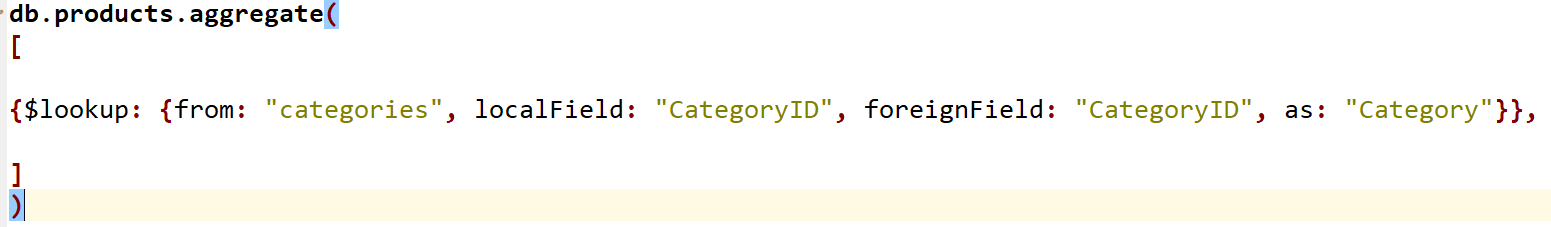 db.products.aggregate(
[
{$lookup: {from: "categories", localField: "CategoryID", foreignField: "CategoryID", as: "Category"}},
]
)